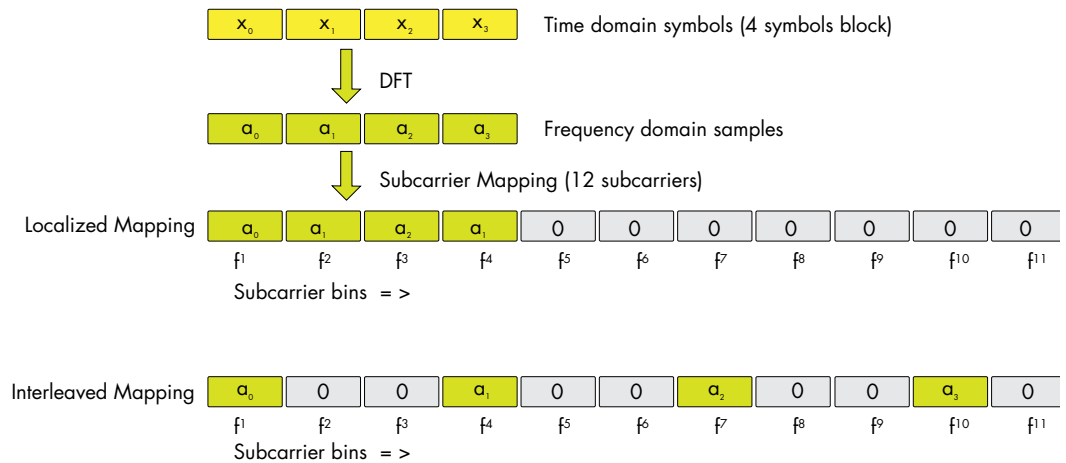 x₀ x₁ x₂ x₃ Time domain symbols (4 symbols block)
DFT
a₀ a₁ a₂ a₃ Frequency domain samples
Subcarrier Mapping (12 subcarriers)
Localized Mapping a₀ a₁ a₂ a₁ 0 0 0 0 0 0 0
f¹ f² f³ f⁴ f⁵ f⁶ f⁷ f⁸ f⁹ f¹⁰ f¹¹
Subcarrier bins = >
Interleaved Mapping a₀ 0 0 a₁ 0 0 a₂ 0 0 a₃ 0
f¹ f² f³ f⁴ f⁵ f⁶ f⁷ f⁸ f⁹ f¹⁰ f¹¹
Subcarrier bins = >